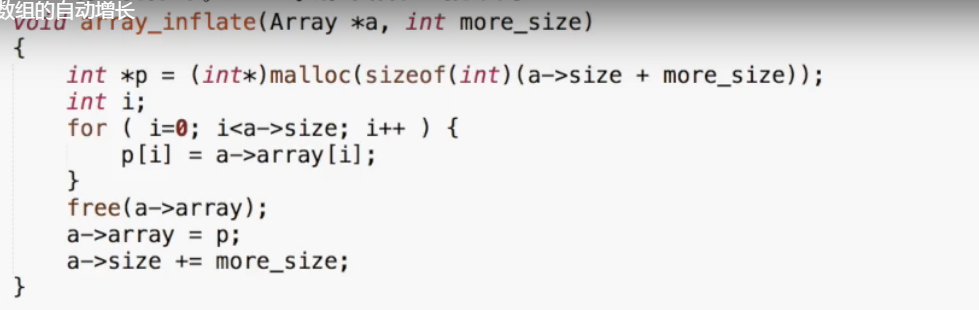 数组的自动增长
void array_inflate(Array *a, int more_size)
{
    int *p = (int*)malloc(sizeof(int)(a->size + more_size));
    int i;
    for ( i=0; i<a->size; i++ ) {
        p[i] = a->array[i];
    }
    free(a->array);
    a->array = p;
    a->size += more_size;
}